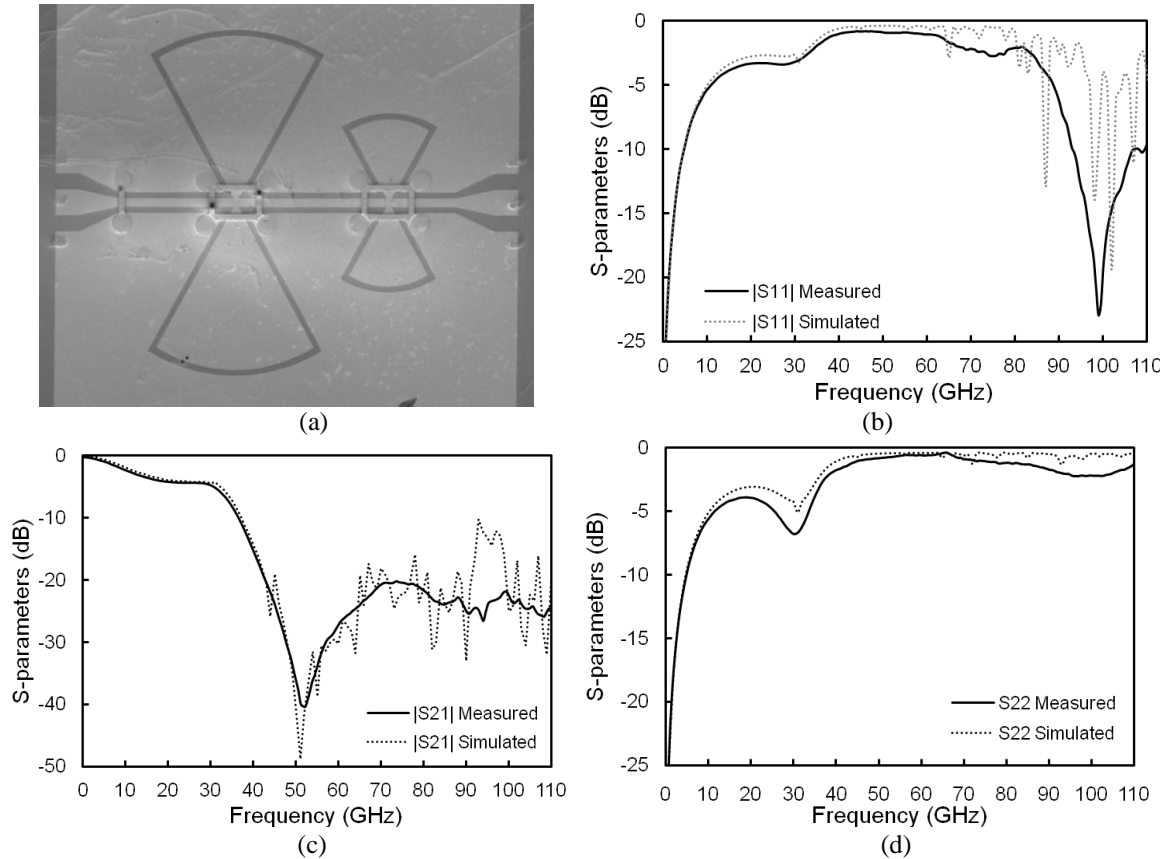 (a)
0
-5
-10
-15
-20
-25
S-parameters (dB)
|S11| Measured
|S11| Simulated
0 10 20 30 40 50 60 70 80 90 100 110
Frequency (GHz)
(b)
0
-10
-20
-30
-40
-50
S-parameters (dB)
|S21| Measured
|S21| Simulated
0 10 20 30 40 50 60 70 80 90 100 110
Frequency (GHz)
(c)
0
-5
-10
-15
-20
-25
S-parameters (dB)
S22 Measured
S22 Simulated
0 10 20 30 40 50 60 70 80 90 100 110
Frequency (GHz)
(d)